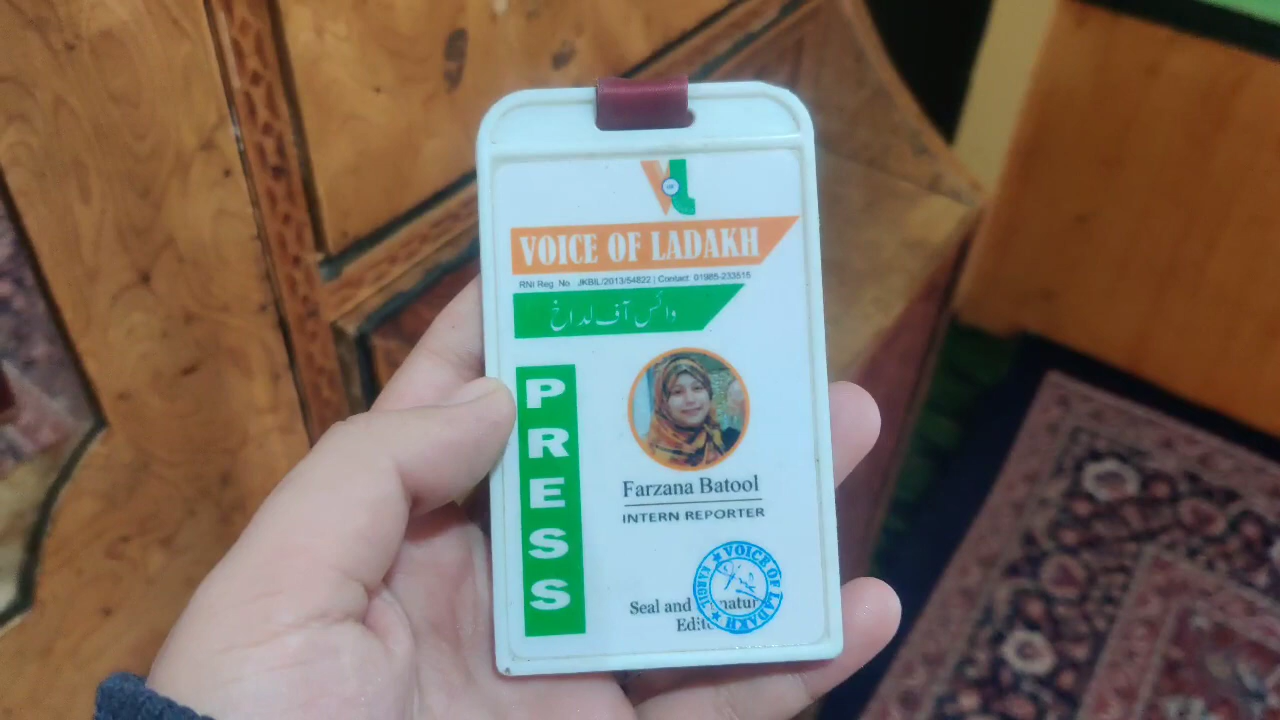 VOICE OF LADAKH
RNI Reg. No. JKBIL/2013/54822 | Contact: 01985-233515
وائس آف لداخ
PRESS
Farzana Batool
INTERN REPORTER
VOICE OF LADAKH
KARGIL
Seal and